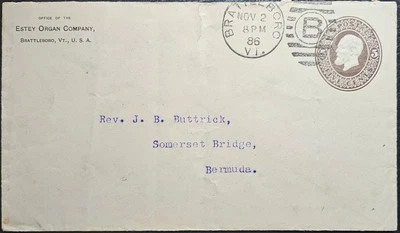 OFFICE OF THE
ESTEY ORGAN COMPANY,
BRATTLEBORO, VT., U. S. A.
BRATTLEBORO
NOV 2
8 PM
86
VT.
B
5
Rev. J. B. Buttrick,
Somerset Bridge,
Bermuda.